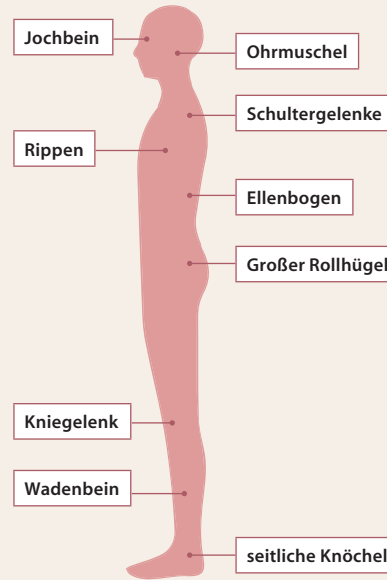 Jochbein
Ohrmuschel
Schultergelenke
Rippen
Ellenbogen
Großer Rollhügel
Kniegelenk
Wadenbein
seitliche Knöchel